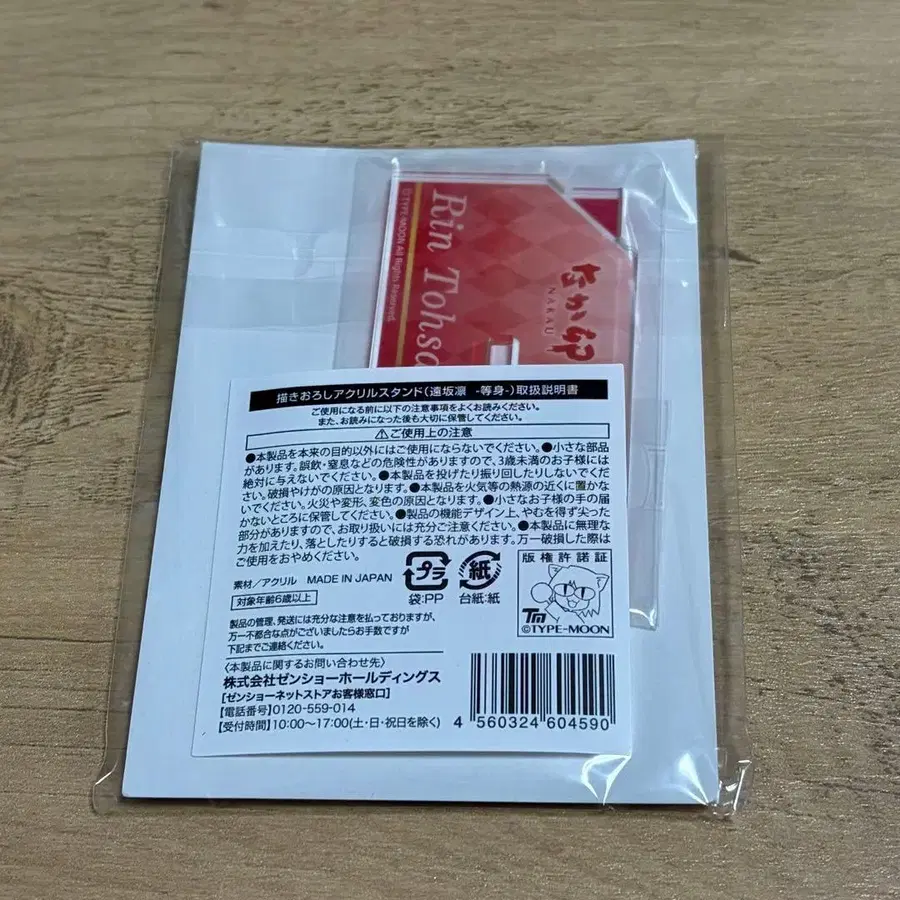 ©TYPE-MOON All Rights Reserved.
Rin Tohsa
なか卯
NAKAU
描きおろしアクリルスタンド(遠坂凛 -等身-)取扱説明書
ご使用になる前に以下の注意事項をよくお読みください。
また、お読みになった後も大切に保管してください。
⚠ご使用上の注意
●本製品を本来の目的以外にはご使用にならないでください。●小さな部品
があります。誤飲・窒息などの危険性がありますので、3歳未満のお子様には
絶対に与えないでください。●本製品を投げたり振り回したりしないでくだ
さい。破損やけがの原因となります。●本製品を火気等の熱源の近くに置かな
いでください。火災や変形、変色の原因となります。●小さなお子様の手の届
かないところに保管してください。●製品の機能デザイン上、やむを得ず尖った
部分がありますので、お取り扱いには充分ご注意ください。●本製品に無理な
力を加えたり、落としたりすると破損する恐れがあります。万一破損した際は
ご使用をおやめください。
素材/アクリル MADE IN JAPAN
対象年齢6歳以上
プラ
袋:PP
紙
台紙:紙
版権許諾証
TM
©TYPE-MOON
製品の管理、発送には充分な注意を払っておりますが、
万一不都合な点がございましたらお手数ですが
下記までご連絡ください。
〈本製品に関するお問い合わせ先〉
株式会社ゼンショーホールディングス
[ゼンショーネットストアお客様窓口]
[電話番号]0120-559-014
[受付時間]10:00〜17:00(土・日・祝日を除く)
4 560324 604590